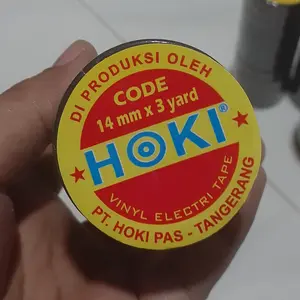 DI PRODUKSI OLEH
CODE
14 mm x 3 yard
HOKI®
VINYL ELECTRI TAPE
PT. HOKI PAS - TANGERANG